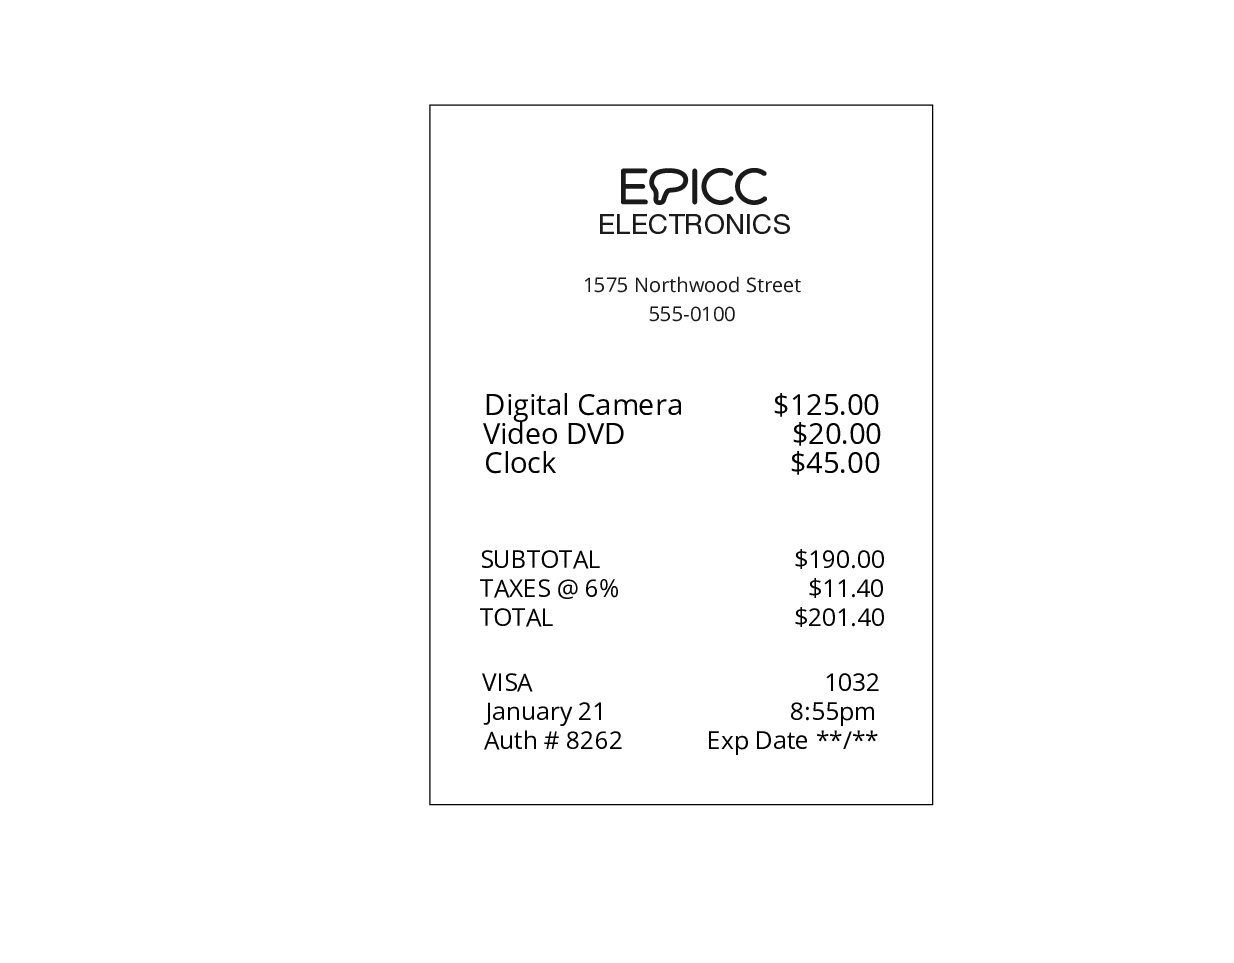 EPICC
ELECTRONICS
1575 Northwood Street
555-0100
Digital Camera $125.00
Video DVD $20.00
Clock $45.00
SUBTOTAL $190.00
TAXES @ 6% $11.40
TOTAL $201.40
VISA 1032
January 21 8:55pm
Auth # 8262 Exp Date **/**